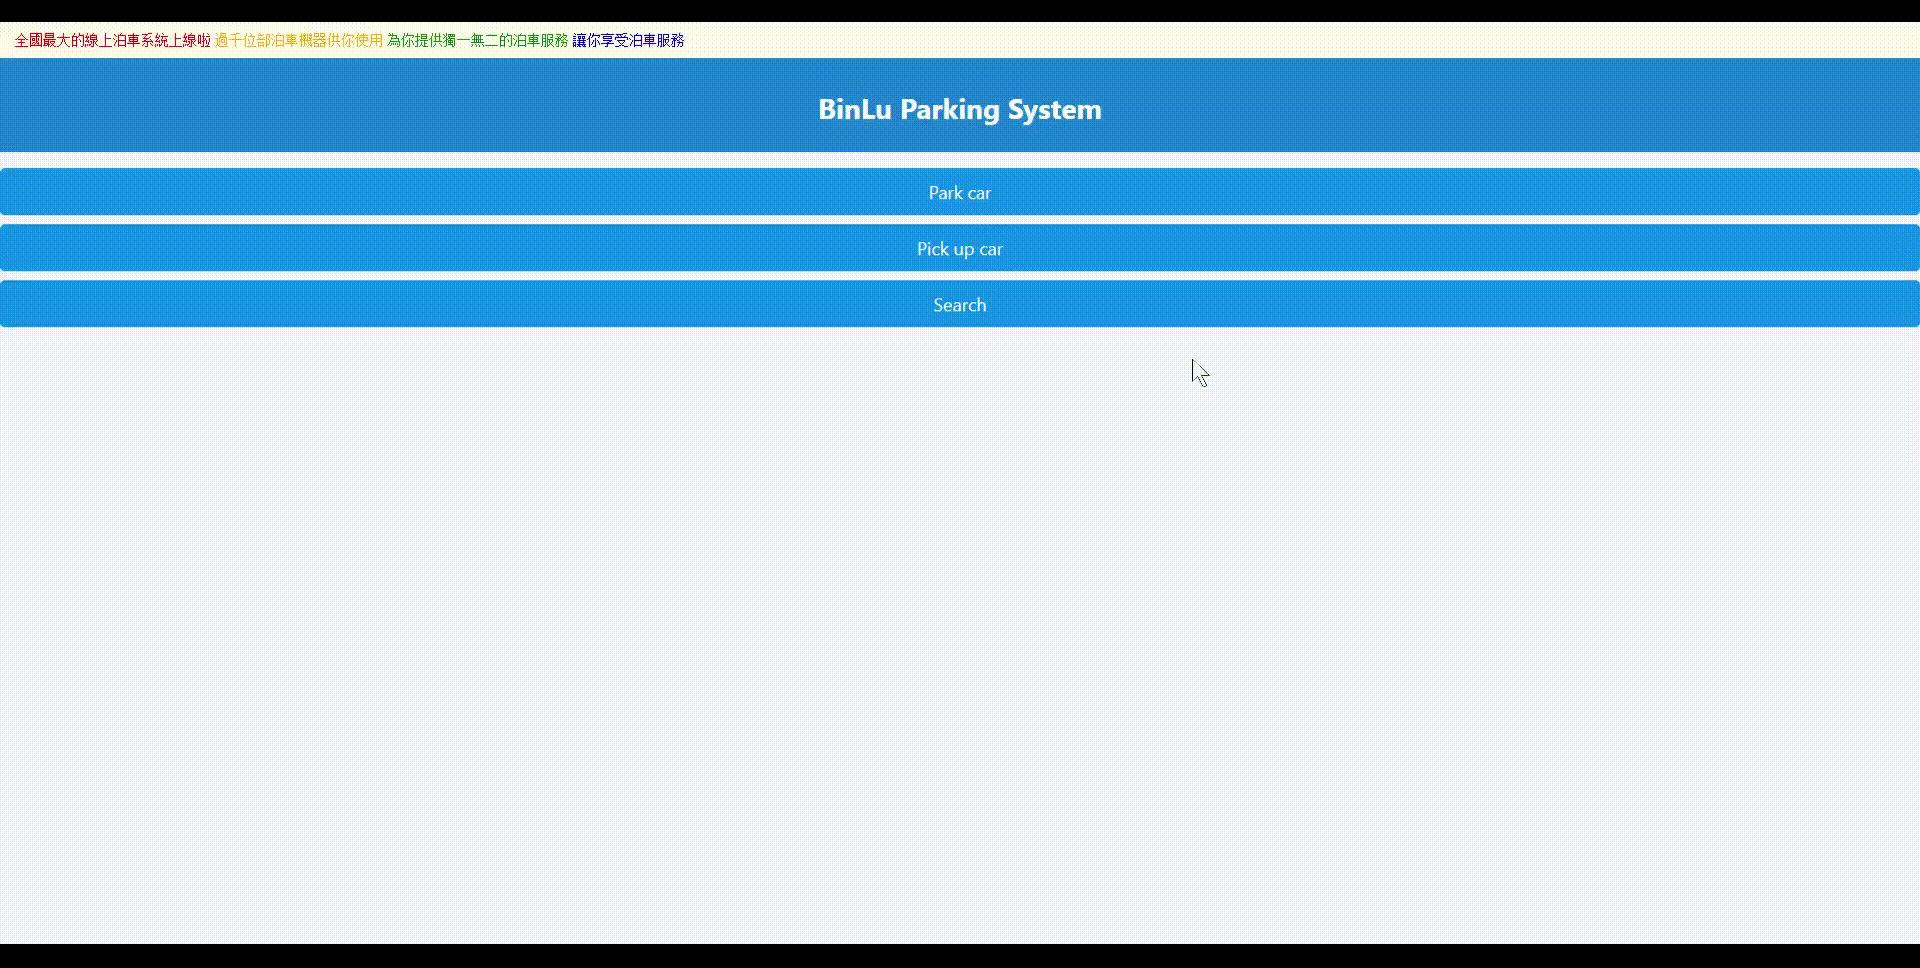 全國最大的線上泊車系統上線啦 過千位部泊車機器供你使用 為你提供獨一無二的泊車服務 讓你享受泊車服務
BinLu Parking System
Park car
Pick up car
Search